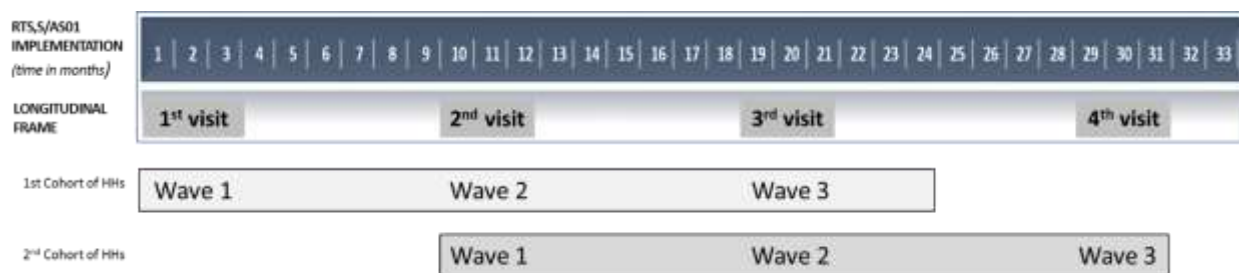 RTS,S/AS01
IMPLEMENTATION
(time in months)
1 2 3 4 5 6 7 8 9 10 11 12 13 14 15 16 17 18 19 20 21 22 23 24 25 26 27 28 29 30 31 32 33
LONGITUDINAL
FRAME
1st visit 2nd visit 3rd visit 4th visit
1st Cohort of HHs
Wave 1 Wave 2 Wave 3
2nd Cohort of HHs
Wave 1 Wave 2 Wave 3